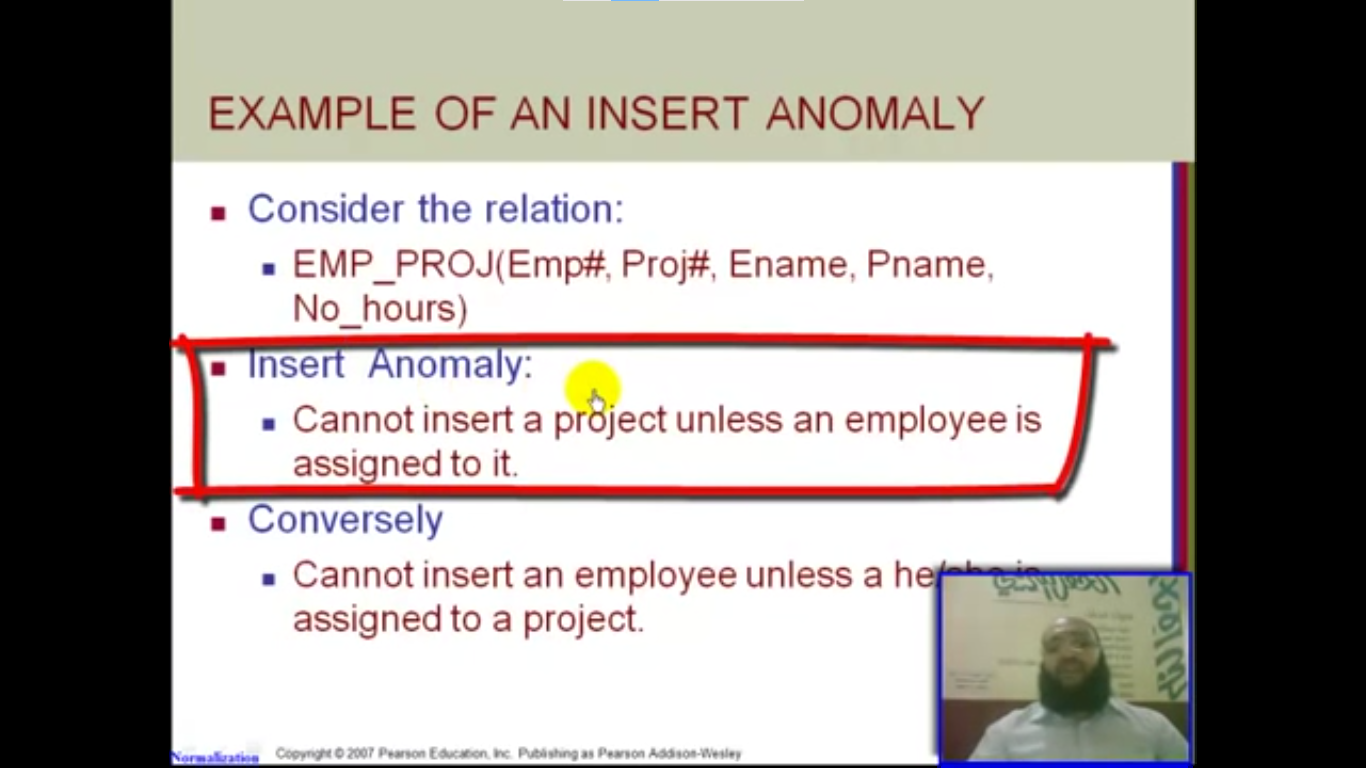 EXAMPLE OF AN INSERT ANOMALY
Consider the relation:
EMP_PROJ(Emp#, Proj#, Ename, Pname,
No_hours)
Insert Anomaly:
Cannot insert a project unless an employee is
assigned to it.
Conversely
Cannot insert an employee unless a he/she is
assigned to a project.
Normalization
Copyright © 2007 Pearson Education, Inc. Publishing as Pearson Addison-Wesley